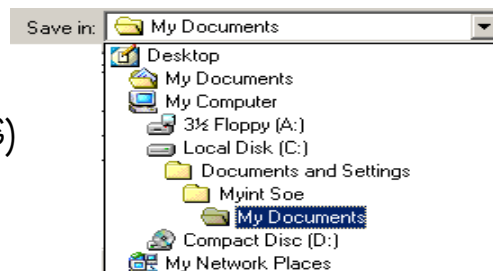 Save in: My Documents
Desktop
My Documents
My Computer
3½ Floppy (A:)
Local Disk (C:)
Documents and Settings
Myint Soe
My Documents
Compact Disc (D:)
My Network Places